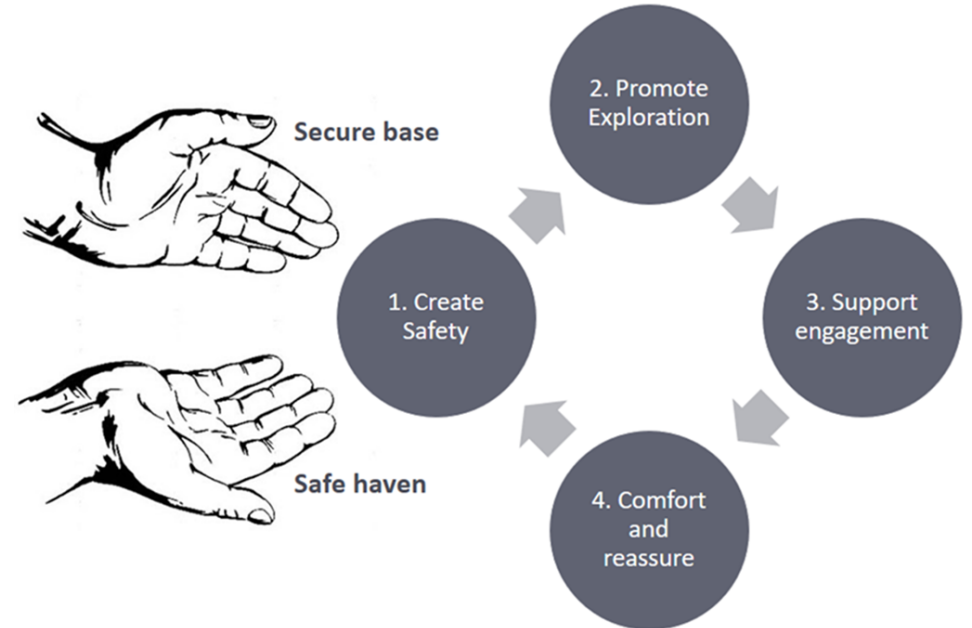 Secure base
Safe haven
1. Create
Safety
2. Promote
Exploration
3. Support
engagement
4. Comfort
and
reassure